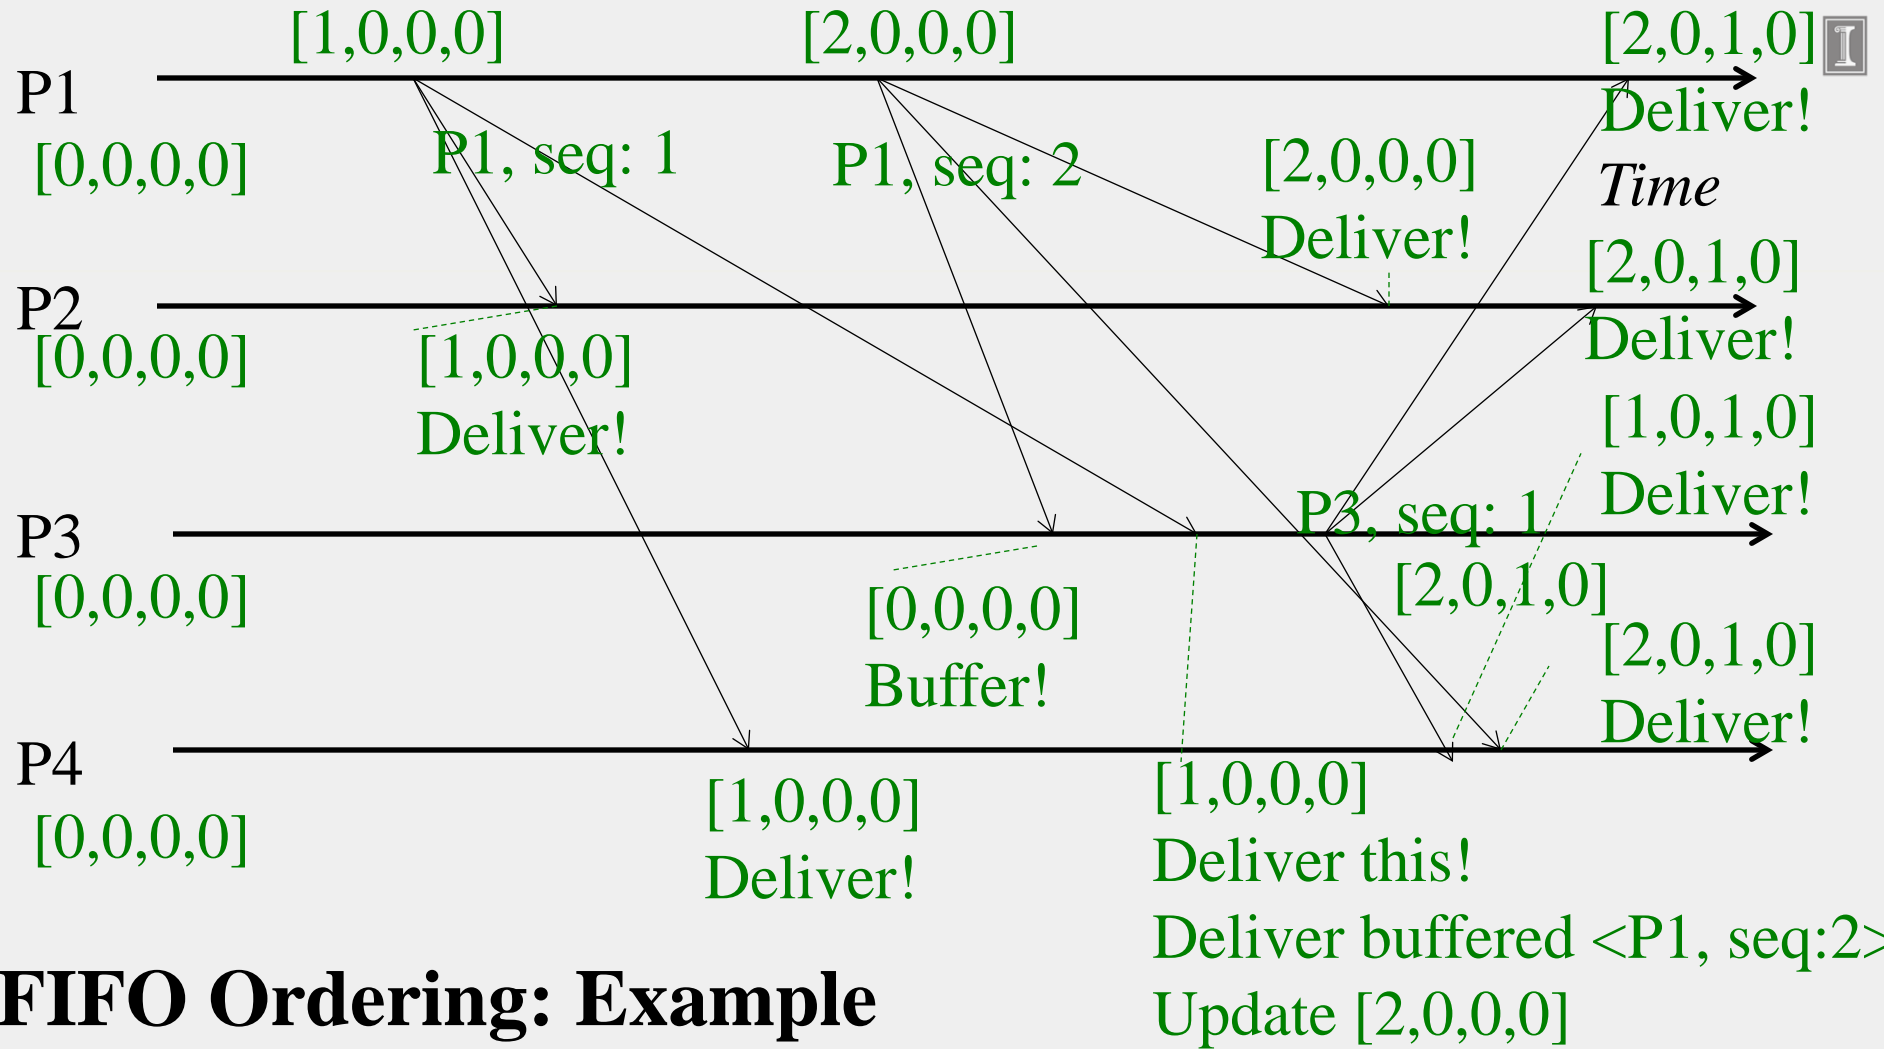 [1,0,0,0]
[2,0,0,0]
[2,0,1,0]
P1
Deliver!
[0,0,0,0]
P1, seq: 1
P1, seq: 2
[2,0,0,0]
Deliver!
Time
P2
[0,0,0,0]
[1,0,0,0]
Deliver!
[2,0,1,0]
Deliver!
[1,0,1,0]
Deliver!
P3
[0,0,0,0]
P3, seq: 1
[2,0,1,0]
[0,0,0,0]
Buffer!
[2,0,1,0]
Deliver!
P4
[0,0,0,0]
[1,0,0,0]
Deliver!
[1,0,0,0]
Deliver this!
Deliver buffered <P1, seq:2>
Update [2,0,0,0]
FIFO Ordering: Example